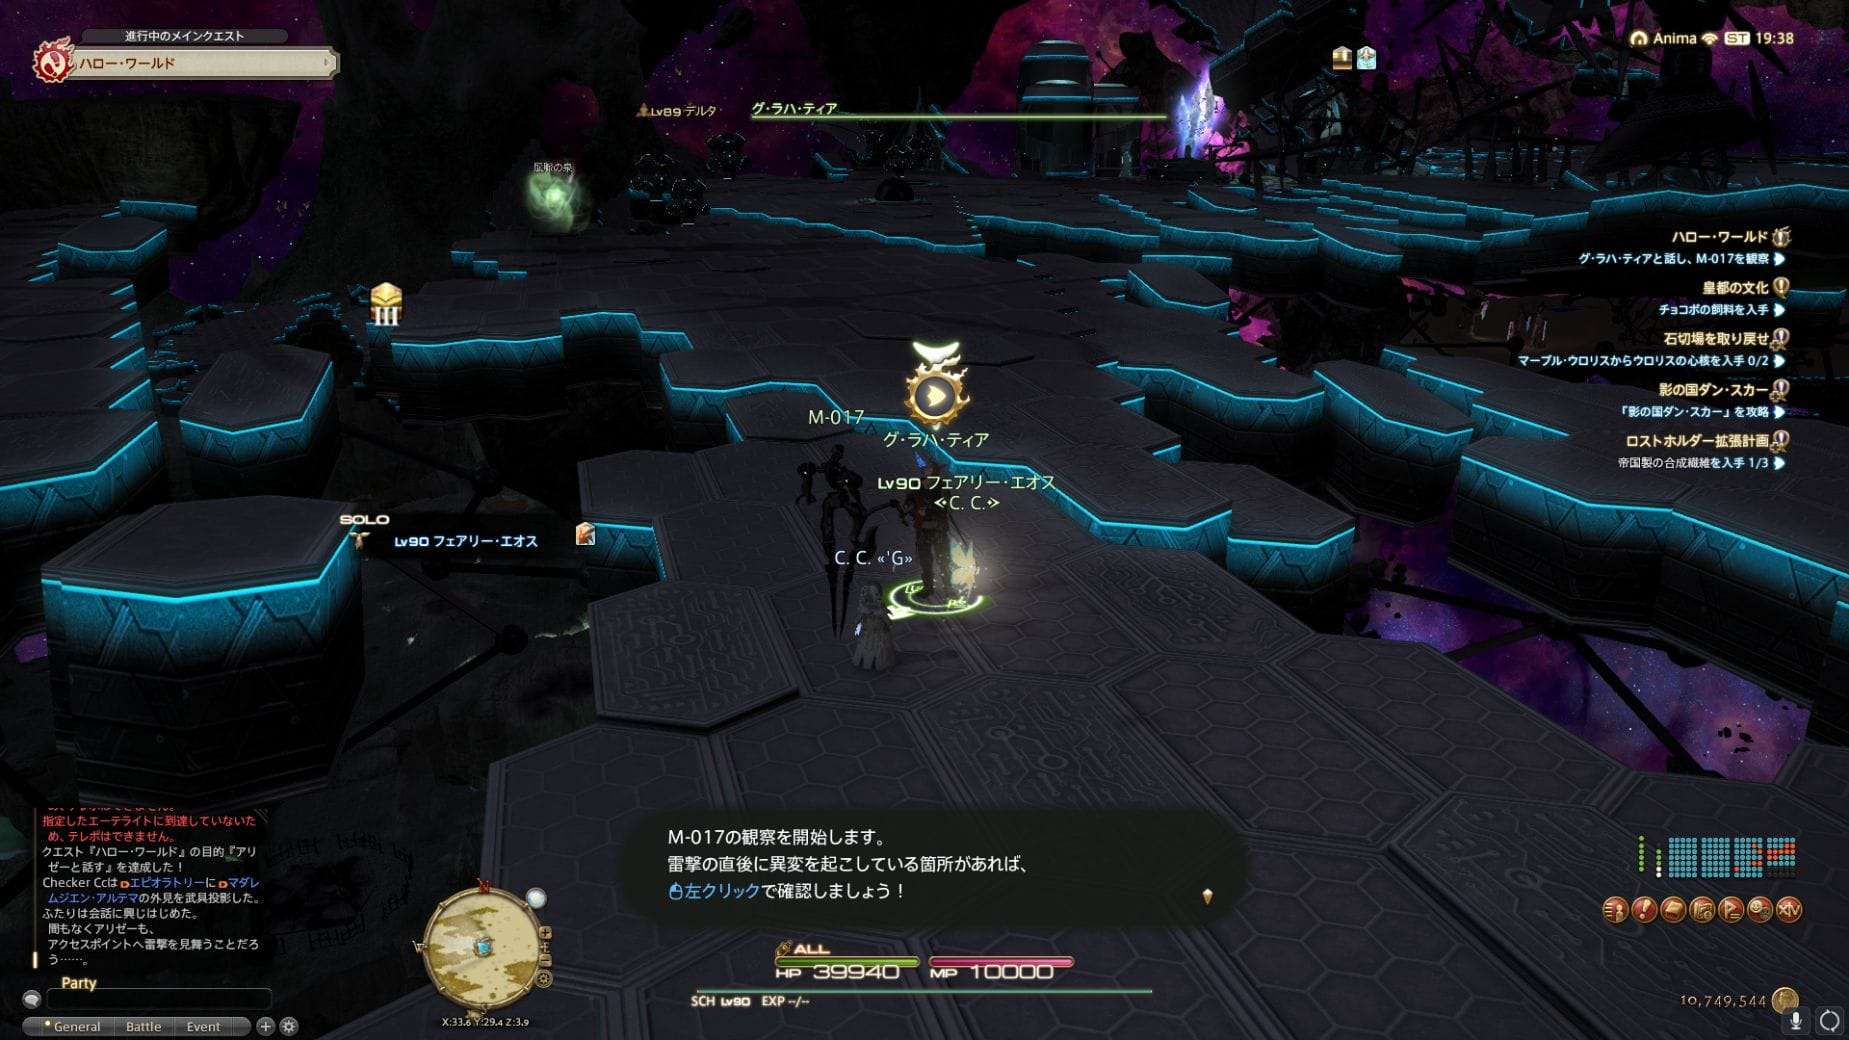 進行中のメインクエスト
ハロー・ワールド
Anima ST 19:38
Lv89 デルタ
グ・ラハ・ティア
風脈の泉
ハロー・ワールド
グ・ラハ・ティアと話し、M-017を観察
皇都の文化
チョコボの飼料を入手
石切場を取り戻せ
マーブル・ウロリスからウロリスの心核を入手 0/2
影の国ダン・スカー
「影の国ダン・スカー」を攻略
ロストホルダー拡張計画
帝国製の合成繊維を入手 1/3
III
M-017
グ・ラハ・ティア
Lv90 フェアリー・エオス
C. C.
SOLO
Lv90 フェアリー・エオス
C. C. «'G»
指定したエーテライトに到達していないた
め、テレポはできません。
クエスト『ハロー・ワールド』の目的『アリ
ゼーと話す』を達成した！
Checker Ccは エピオラトリーに マダレ
ムジエン・アルテマの外見を武具投影した。
ふたりは会話に興じはじめた。
間もなくアリゼーも、
アクセスポイントへ雷撃を見舞うことだろ
う……。
Party
General Battle Event
M-017の観察を開始します。
雷撃の直後に異変を起こしている箇所があれば、
左クリックで確認しましょう！
N
W
X:33.6 Y:29.4 Z:3.9
ALL
HP 39940 MP 10000
SCH Lv90 EXP --/--
XIV
10,749,544